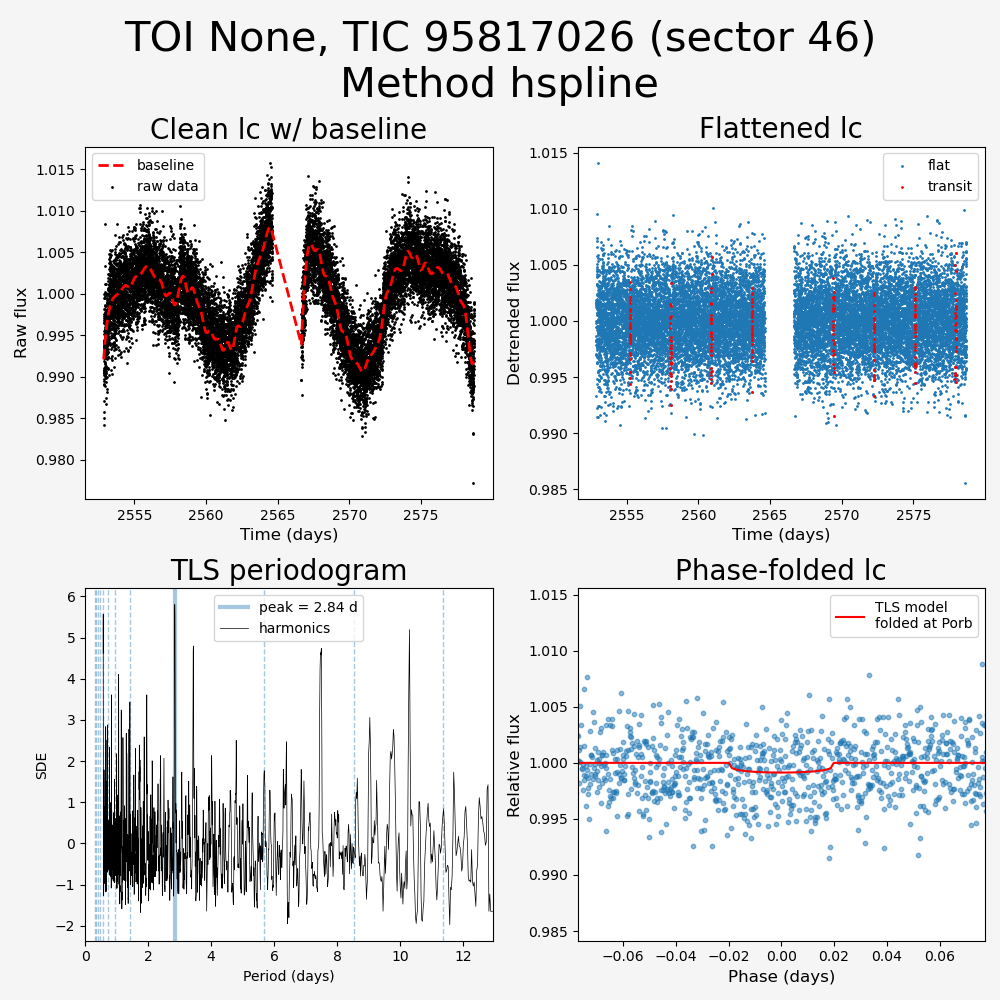 TOI None, TIC 95817026 (sector 46)
Method hspline
Clean lc w/ baseline
baseline
raw data
1.015
1.010
1.005
1.000
0.995
0.990
0.985
0.980
Raw flux
2555
2560
2565
2570
2575
Time (days)
Flattened lc
flat
transit
1.015
1.010
1.005
1.000
0.995
0.990
0.985
Detrended flux
2555
2560
2565
2570
2575
Time (days)
TLS periodogram
peak = 2.84 d
harmonics
6
5
4
3
2
1
0
−1
−2
SDE
0
2
4
6
8
10
12
Period (days)
Phase-folded lc
TLS model
folded at Porb
1.015
1.010
1.005
1.000
0.995
0.990
0.985
Relative flux
−0.06
−0.04
−0.02
0.00
0.02
0.04
0.06
Phase (days)